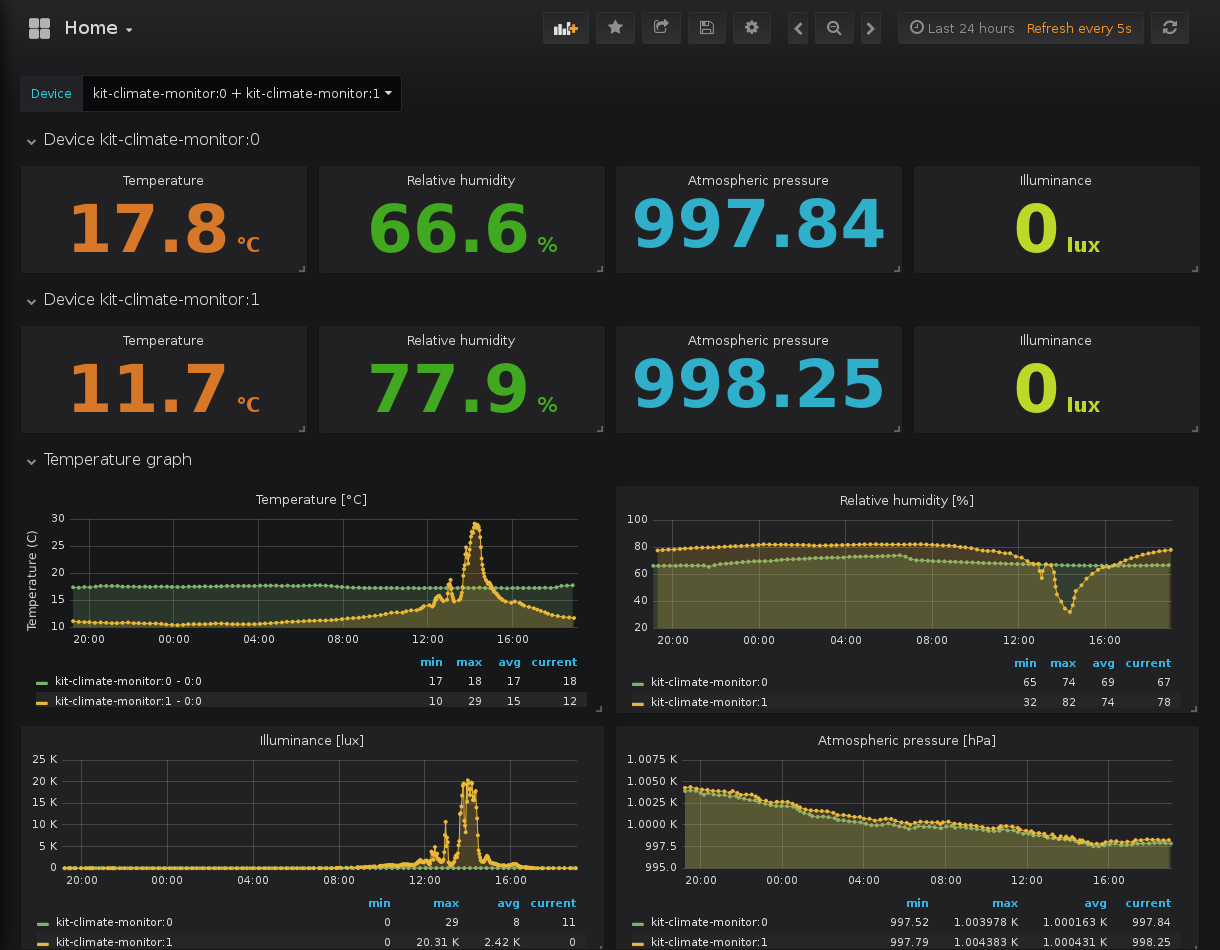 Home
Last 24 hours Refresh every 5s
Device kit-climate-monitor:0 + kit-climate-monitor:1
Device kit-climate-monitor:0
Temperature Relative humidity Atmospheric pressure Illuminance
17.8 °C 66.6 % 997.84 0 lux
Device kit-climate-monitor:1
Temperature Relative humidity Atmospheric pressure Illuminance
11.7 °C 77.9 % 998.25 0 lux
Temperature graph
Temperature [°C]
Temperature (C)
30
25
20
15
10
20:00 00:00 04:00 08:00 12:00 16:00
min max avg current
kit-climate-monitor:0 - 0:0 17 18 17 18
kit-climate-monitor:1 - 0:0 10 29 15 12
Relative humidity [%]
100
80
60
40
20
20:00 00:00 04:00 08:00 12:00 16:00
min max avg current
kit-climate-monitor:0 65 74 69 67
kit-climate-monitor:1 32 82 74 78
Illuminance [lux]
25 K
20 K
15 K
10 K
5 K
0
20:00 00:00 04:00 08:00 12:00 16:00
min max avg current
kit-climate-monitor:0 0 29 8 11
kit-climate-monitor:1 0 20.31 K 2.42 K 0
Atmospheric pressure [hPa]
1.0075 K
1.0050 K
1.0025 K
1.0000 K
997.5
995.0
20:00 00:00 04:00 08:00 12:00 16:00
min max avg current
kit-climate-monitor:0 997.52 1.003978 K 1.000163 K 997.84
kit-climate-monitor:1 997.79 1.004383 K 1.000431 K 998.25